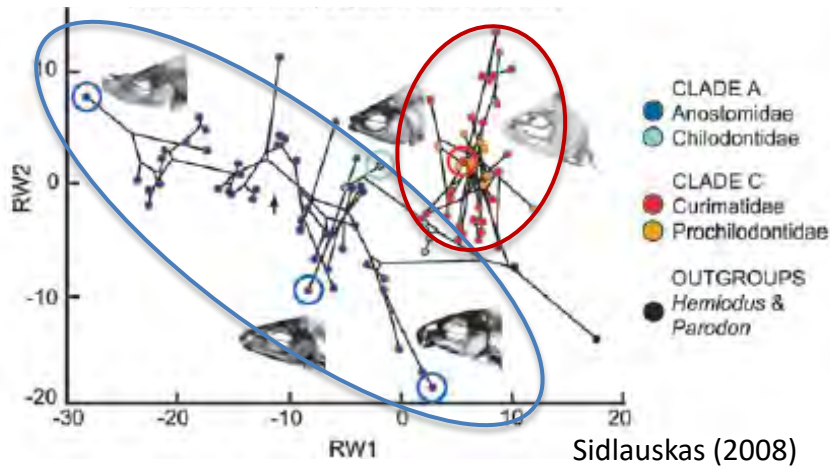 10
0
-10
-20
RW2
-30
-20
-10
0
10
20
RW1
CLADE A
Anostomidae
Chilodontidae
CLADE C
Curimatidae
Prochilodontidae
OUTGROUPS
Hemiodus &
Parodon
Sidlauskas (2008)